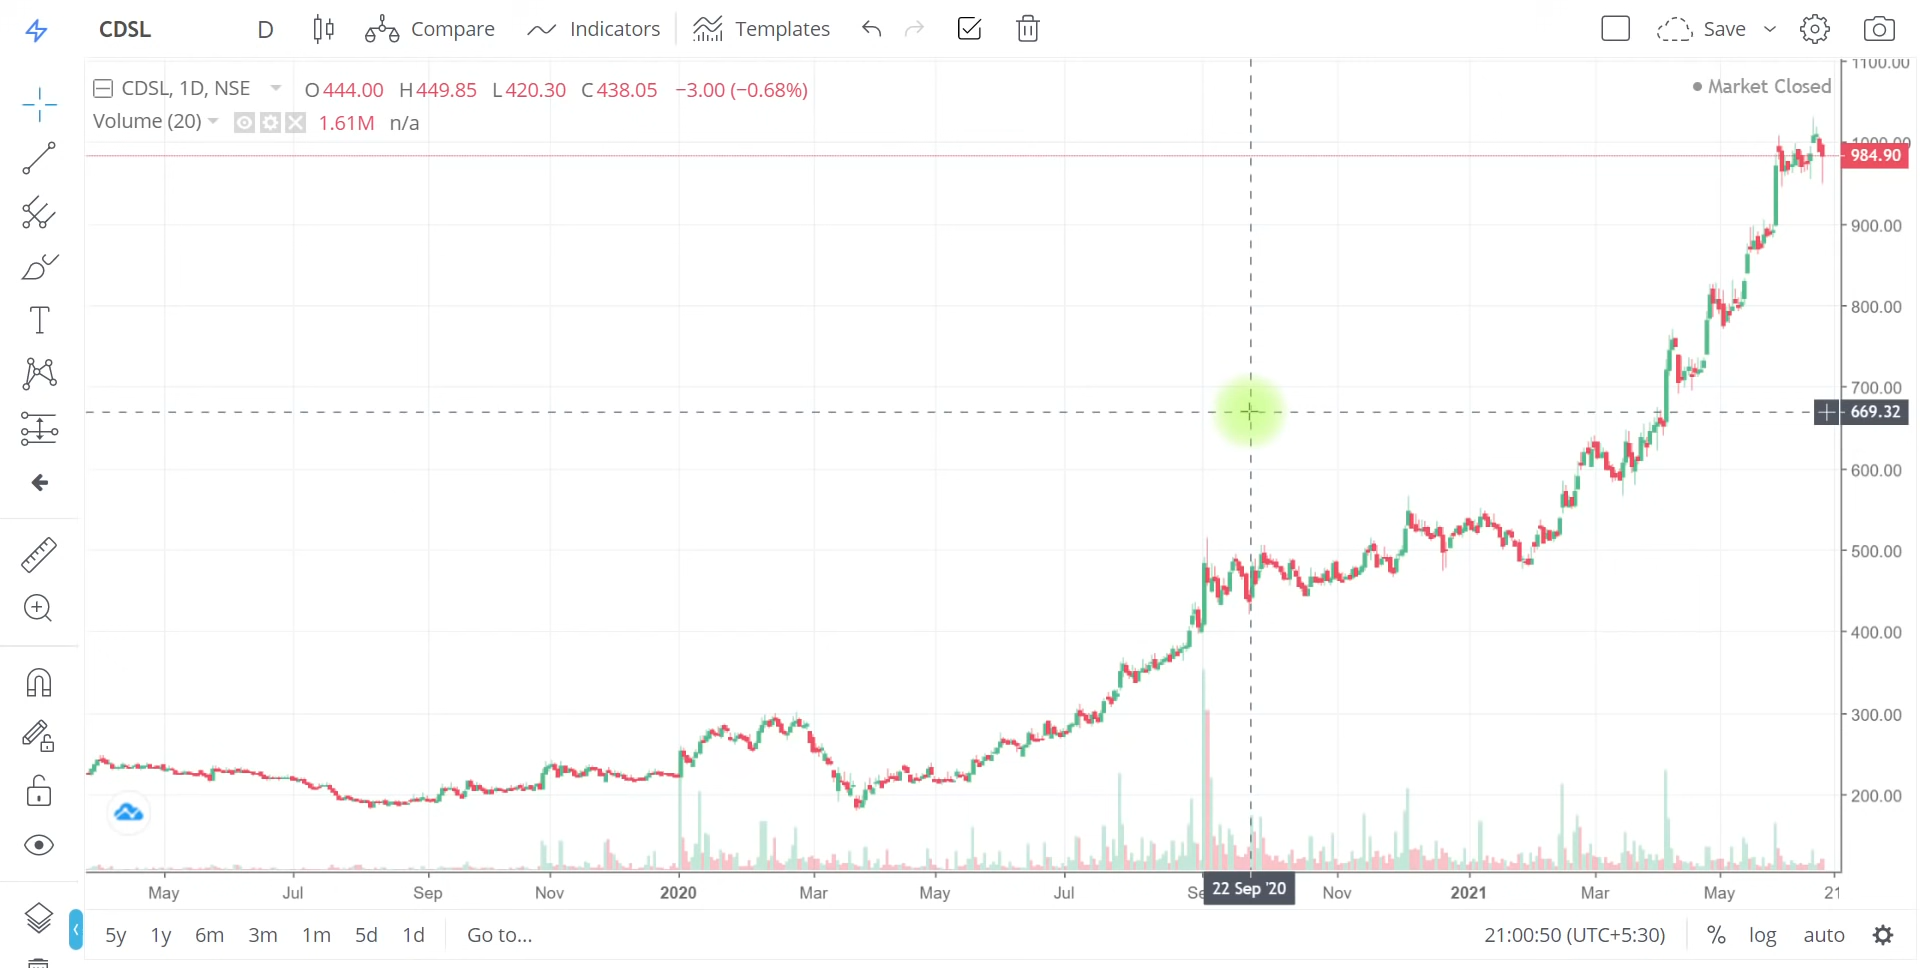 CDSL D Compare Indicators Templates Save
CDSL, 1D, NSE O444.00 H449.85 L420.30 C438.05 −3.00 (−0.68%)
Market Closed
Volume (20) 1.61M n/a
1100.00
1000.00
984.90
900.00
800.00
700.00
669.32
600.00
500.00
400.00
300.00
200.00
May Jul Sep Nov 2020 Mar May Jul Se 22 Sep '20 Nov 2021 Mar May 21
5y 1y 6m 3m 1m 5d 1d Go to... 21:00:50 (UTC+5:30) % log auto